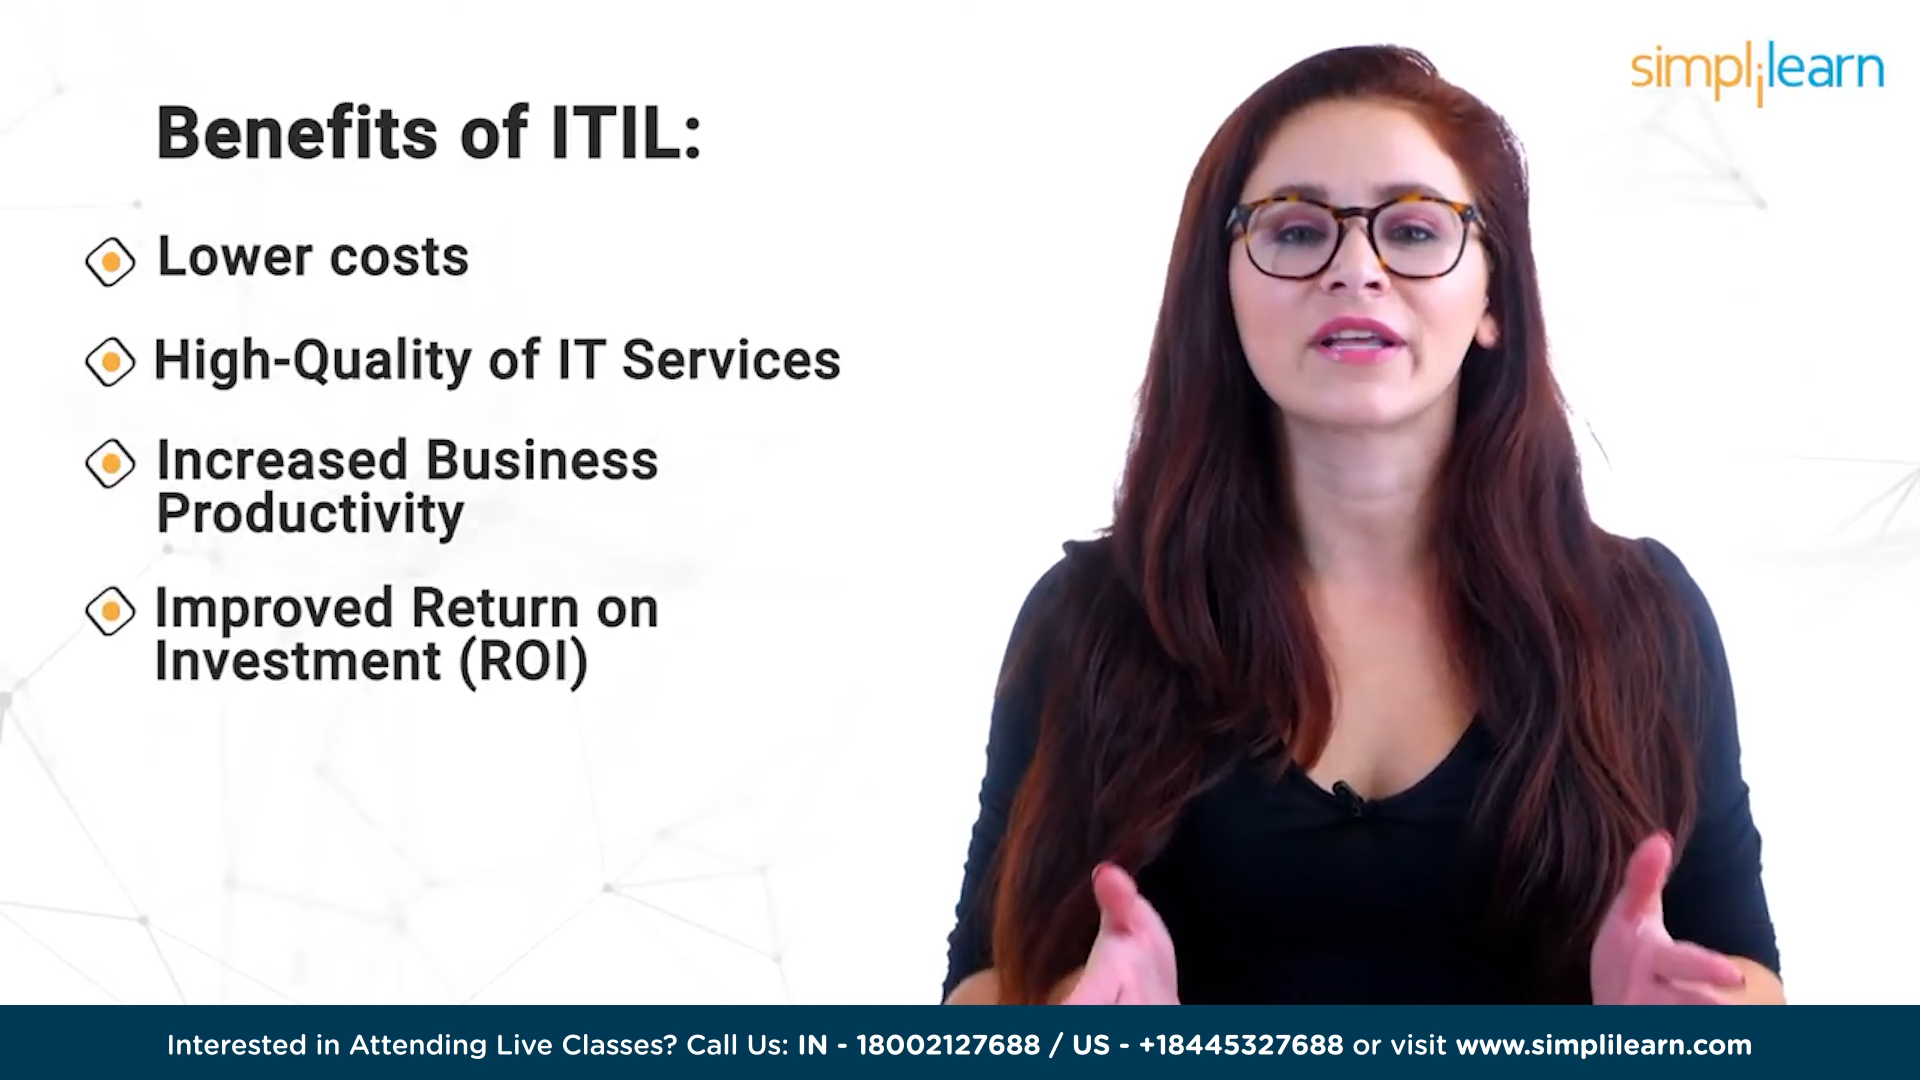 simplilearn
Benefits of ITIL:
Lower costs
High-Quality of IT Services
Increased Business
Productivity
Improved Return on
Investment (ROI)
Interested in Attending Live Classes? Call Us: IN - 18002127688 / US - +18445327688 or visit www.simplilearn.com